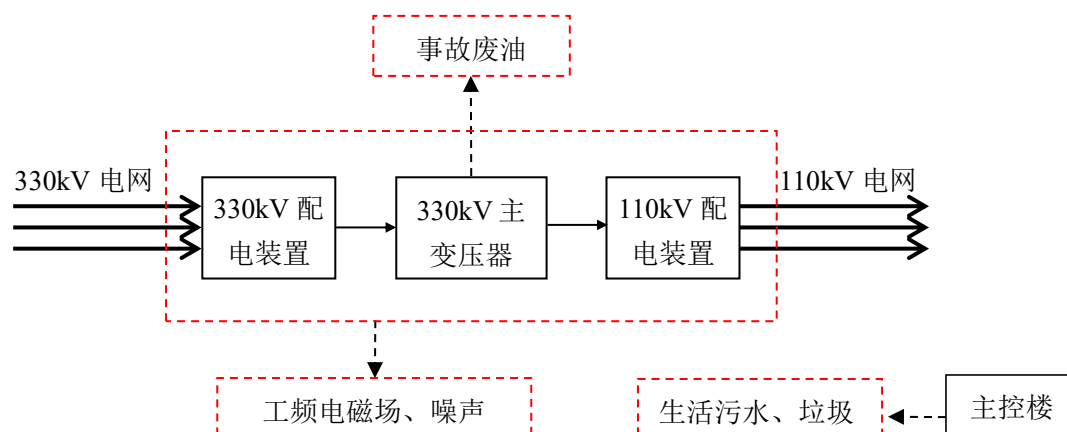 事故废油
330kV 电网
110kV 电网
330kV 配
电装置
330kV 主
变压器
110kV 配
电装置
工频电磁场、噪声
生活污水、垃圾
主控楼